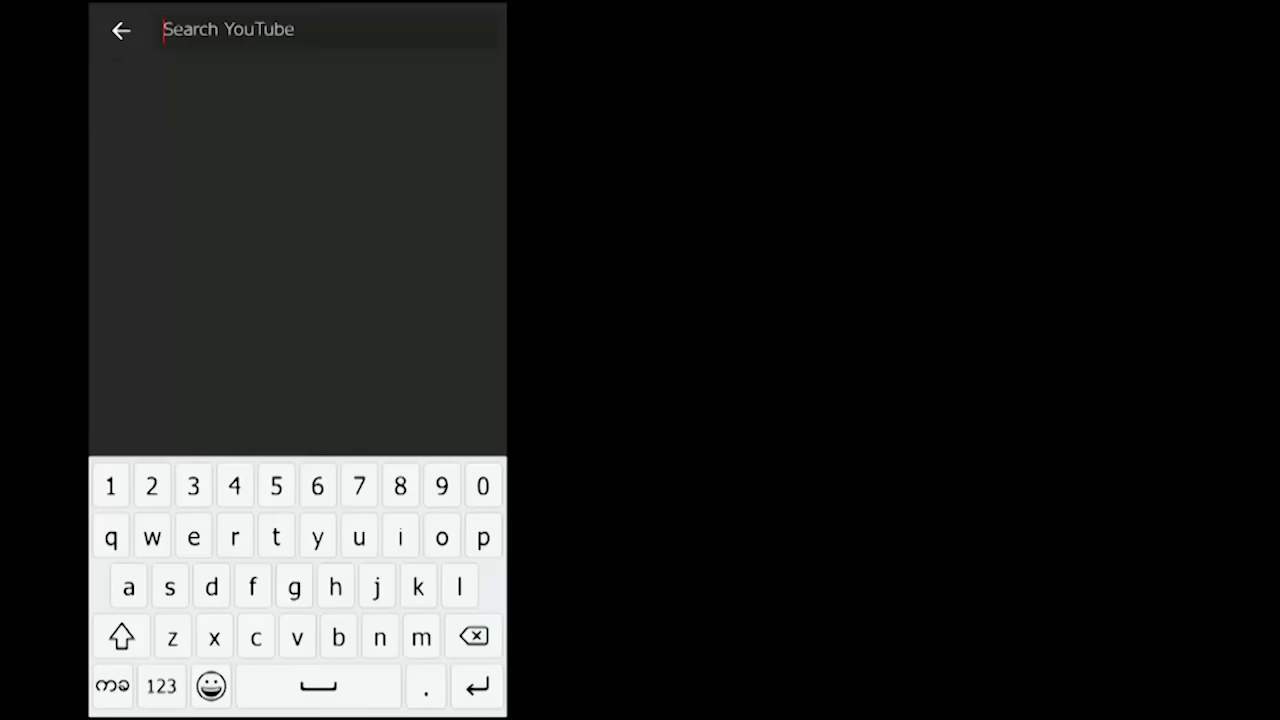 Search YouTube
1 2 3 4 5 6 7 8 9 0
q w e r t y u i o p
a s d f g h j k l
z x c v b n m
ကခ 123 .